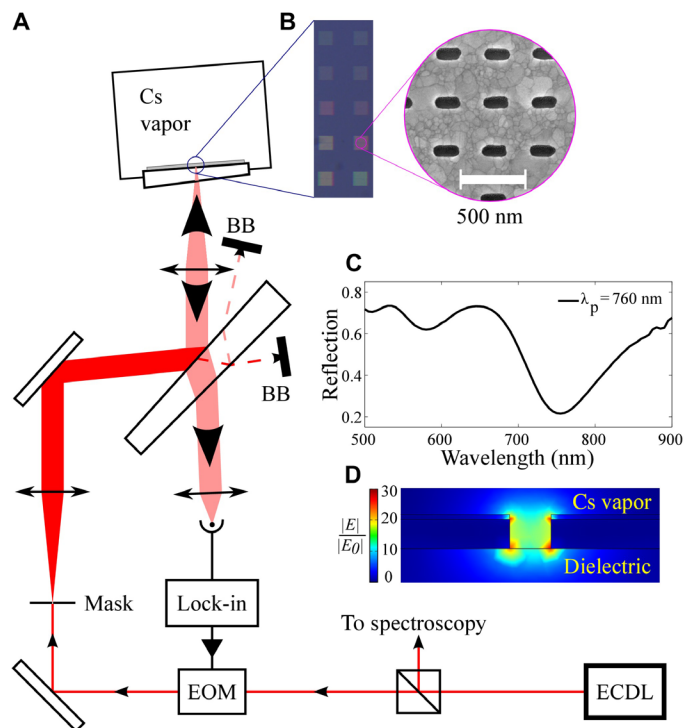 A
B
Cs
vapor
500 nm
BB
BB
C
λp = 760 nm
0.8
0.6
0.4
0.2
Reflection
500
600
700
800
900
Wavelength (nm)
D
30
20
10
0
|E|
|E0|
Cs vapor
Dielectric
Mask
Lock-in
To spectroscopy
EOM
ECDL